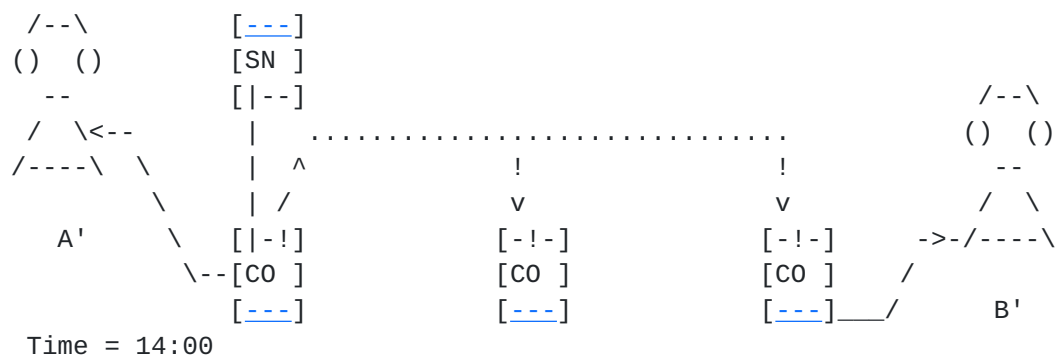 /--\          [---]
()  ()        [SN ]
  --          [|--]                                           /--\
 /  \<--       |   ...............................           ()  ()
/----\  \      |  ^             !                !             --
         \     | /              v                v            /  \
   A'     \   [|-!]            [-!-]            [-!-]     ->-/----\
           \--[CO ]            [CO ]            [CO ]    /
              [---]            [---]            [---]___/      B'
 Time = 14:00